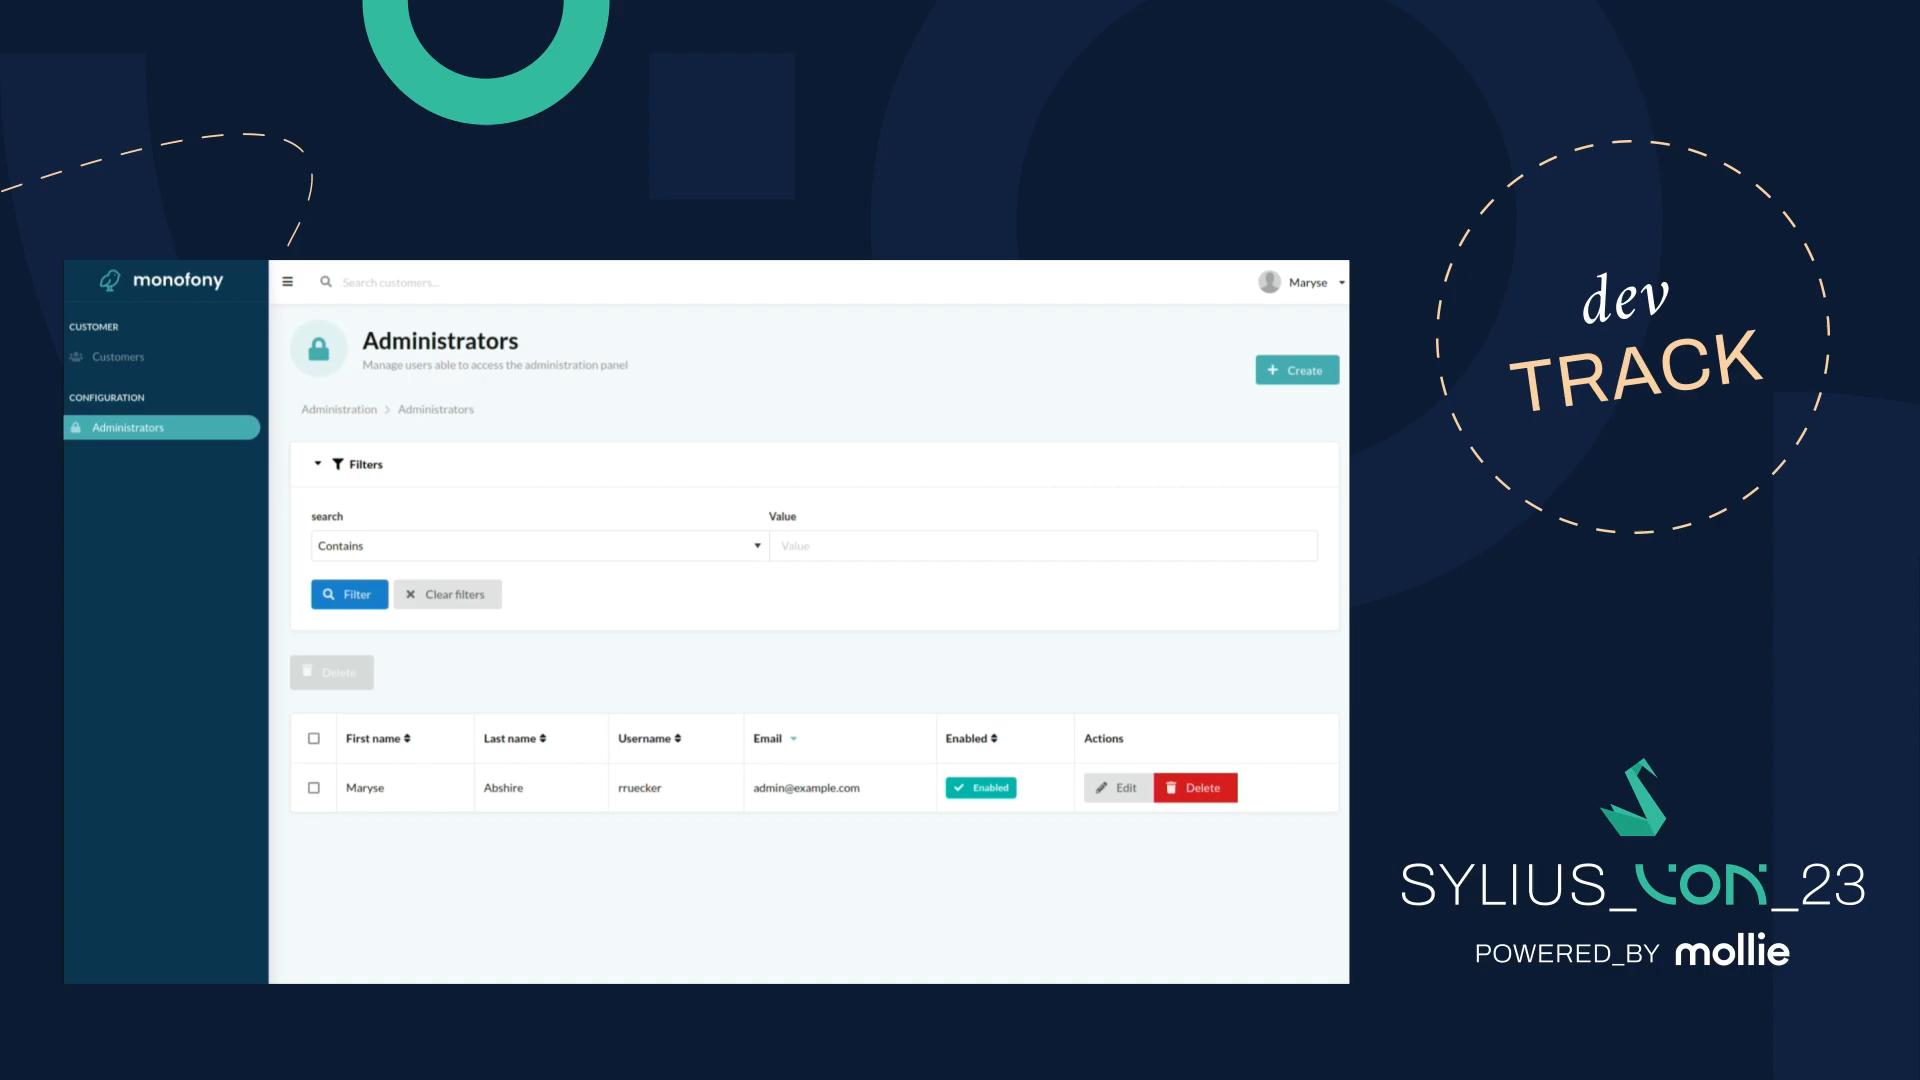 monofony
Search customers...
Maryse
CUSTOMER
Customers
CONFIGURATION
Administrators
Administrators
Manage users able to access the administration panel
Create
Administration > Administrators
Filters
search Value
Contains Value
Filter Clear filters
Delete
First name Last name Username Email Enabled Actions
Maryse Abshire rruecker admin@example.com Enabled Edit Delete
dev
TRACK
SYLIUS_CON_23
POWERED_BY mollie